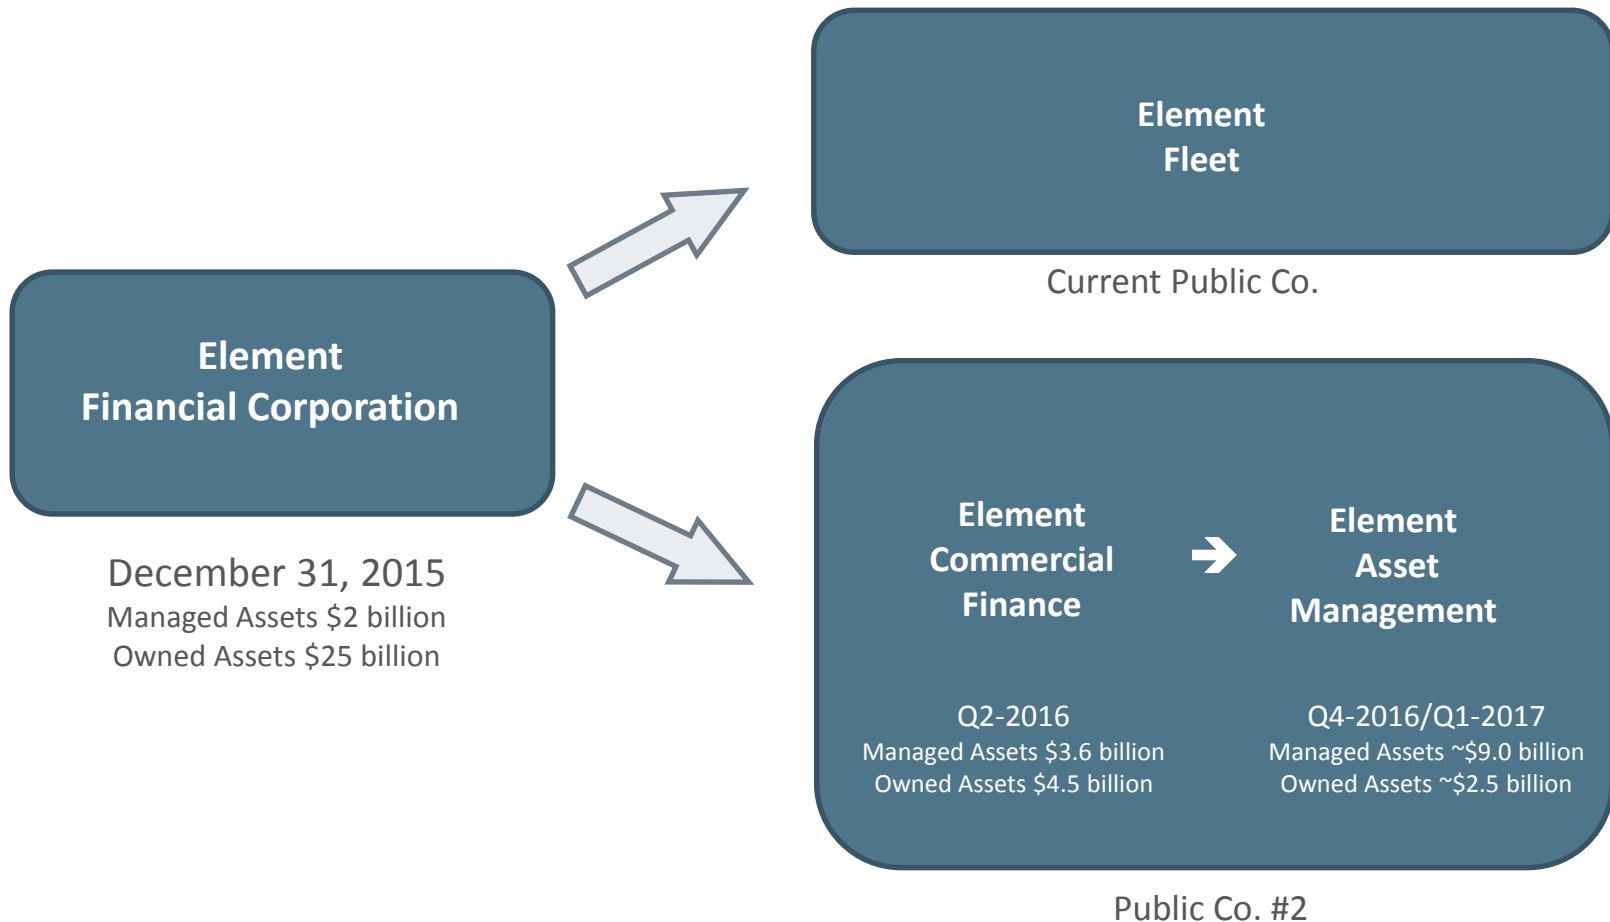 Element
Fleet
Current Public Co.
Element
Financial Corporation
December 31, 2015
Managed Assets $2 billion
Owned Assets $25 billion
Element
Commercial
Finance
Element
Asset
Management
Q2-2016
Managed Assets $3.6 billion
Owned Assets $4.5 billion
Q4-2016/Q1-2017
Managed Assets ~$9.0 billion
Owned Assets ~$2.5 billion
Public Co. #2